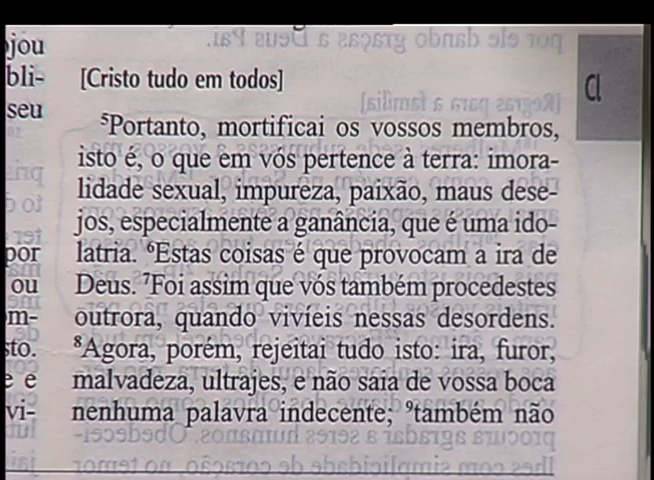 ojou
bli-
seu
por
ou
m-
sto.
e e
vi-
[Cristo tudo em todos]
⁵Portanto, mortificai os vossos membros,
isto é, o que em vós pertence à terra: imora-
lidade sexual, impureza, paixão, maus dese-
jos, especialmente a ganância, que é uma ido-
latria. ⁶Estas coisas é que provocam a ira de
Deus. ⁷Foi assim que vós também procedestes
outrora, quando vivíeis nessas desordens.
⁸Agora, porém, rejeitai tudo isto: ira, furor,
malvadeza, ultrajes, e não saia de vossa boca
nenhuma palavra indecente; ⁹também não
Cl